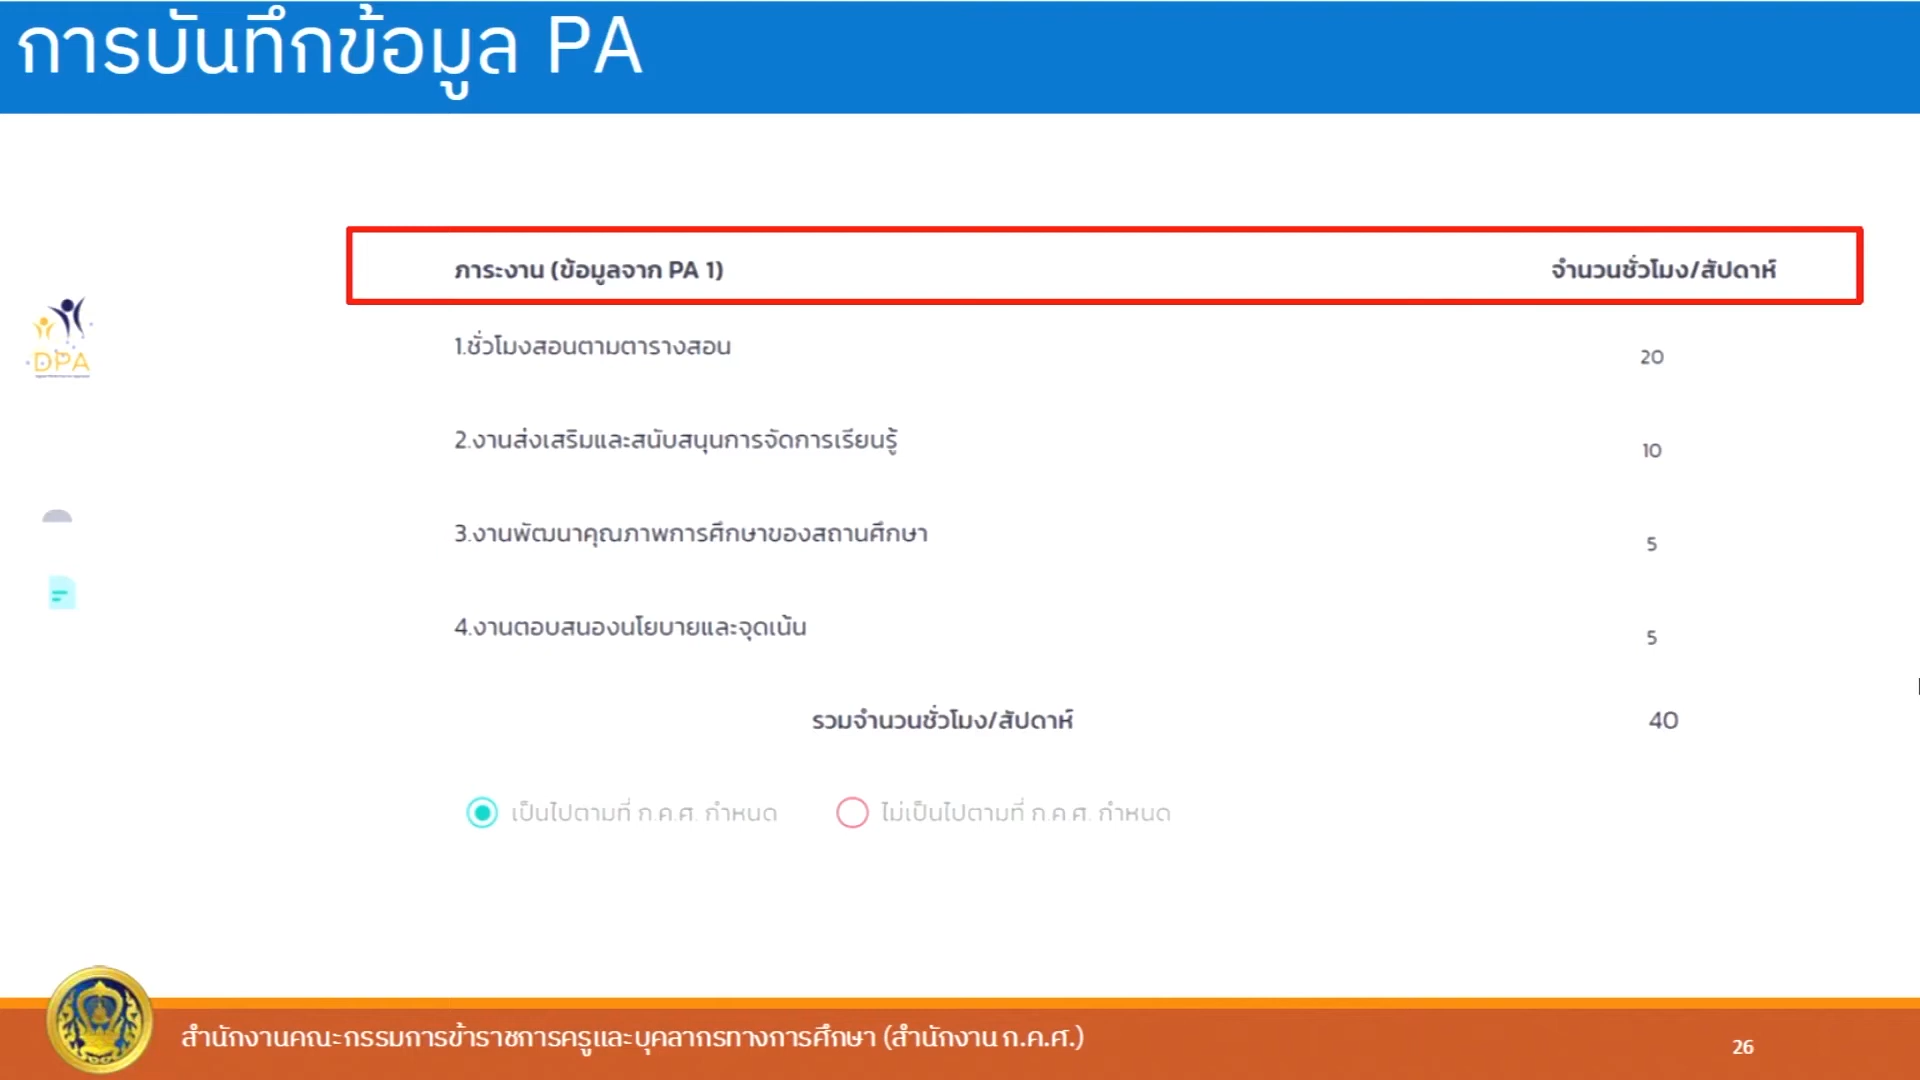 การบันทึกข้อมูล PA
ภาระงาน (ข้อมูลจาก PA 1) จำนวนชั่วโมง/สัปดาห์
1.ชั่วโมงสอนตามตารางสอน 20
2.งานส่งเสริมและสนับสนุนการจัดการเรียนรู้ 10
3.งานพัฒนาคุณภาพการศึกษาของสถานศึกษา 5
4.งานตอบสนองนโยบายและจุดเน้น 5
รวมจำนวนชั่วโมง/สัปดาห์ 40
เป็นไปตามที่ ก.ค.ศ. กำหนด ไม่เป็นไปตามที่ ก.ค ศ. กำหนด
DPA
สำนักงานคณะกรรมการข้าราชการครูและบุคลากรทางการศึกษา (สำนักงาน ก.ค.ศ.) 26